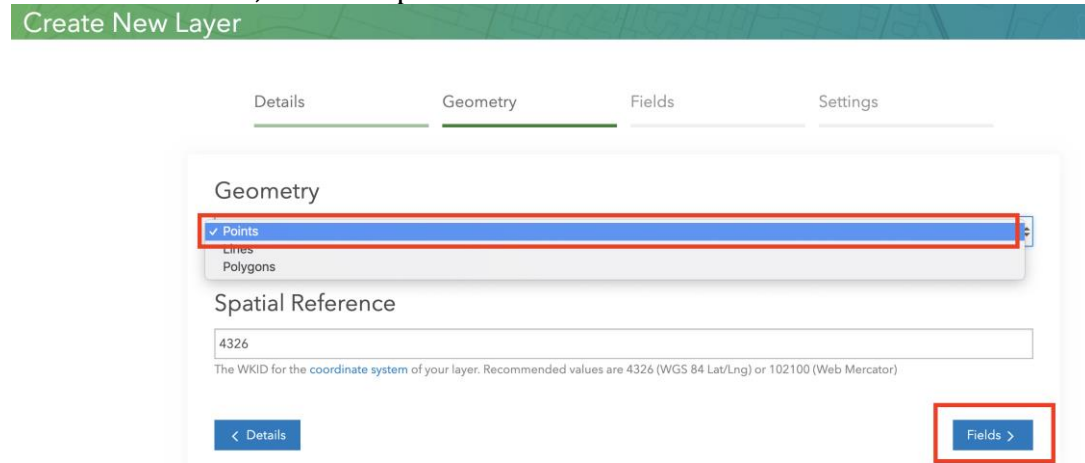 Create New Layer
Details Geometry Fields Settings
Geometry
✓ Points
Lines
Polygons
Spatial Reference
4326
The WKID for the coordinate system of your layer. Recommended values are 4326 (WGS 84 Lat/Lng) or 102100 (Web Mercator)
< Details
Fields >